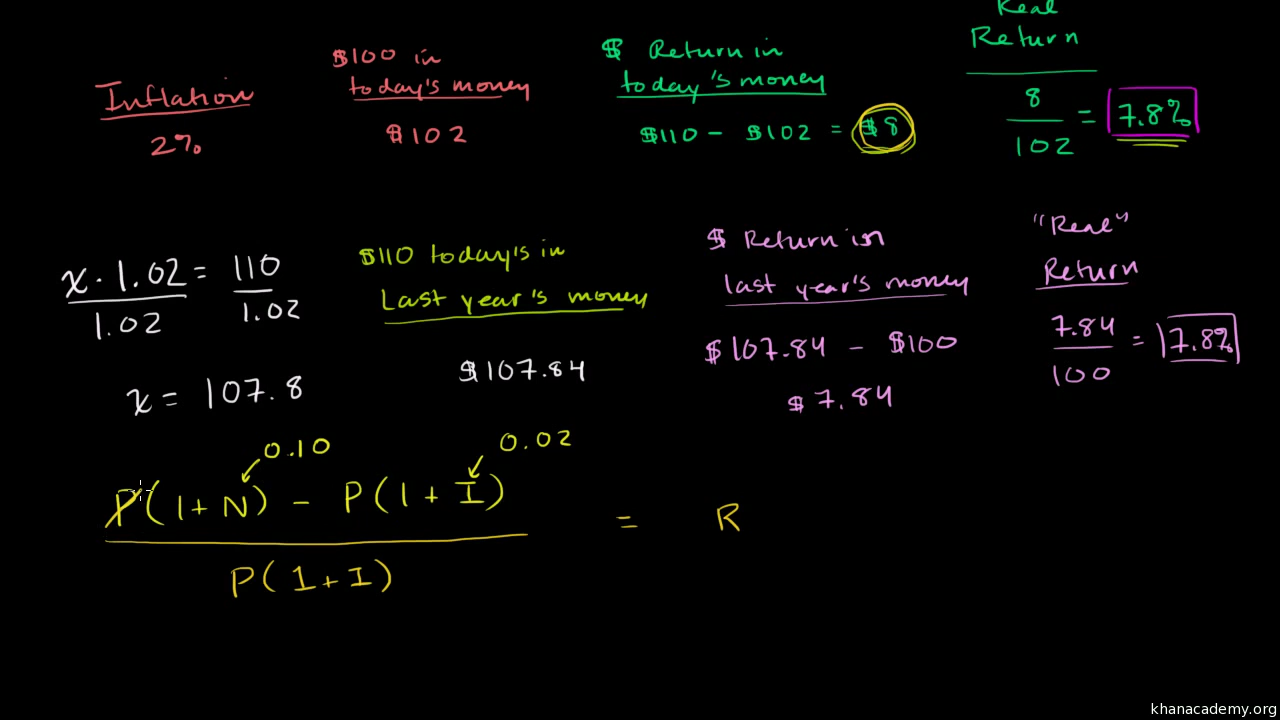 Real
Return
Inflation
2%
$100 in
today's money
$102
$ Return in
today's money
$110 - $102 = $8
8
102
= 7.8%
x · 1.02 = 110
1.02 1.02
x = 107.8
$110 today's in
Last year's money
$107.84
$ Return in
last year's money
$107.84 - $100
$7.84
"Real"
Return
7.84
100
= 7.8%
0.10
0.02
P(1+N) - P(1+I)
P(1+I)
= R
khanacademy.org